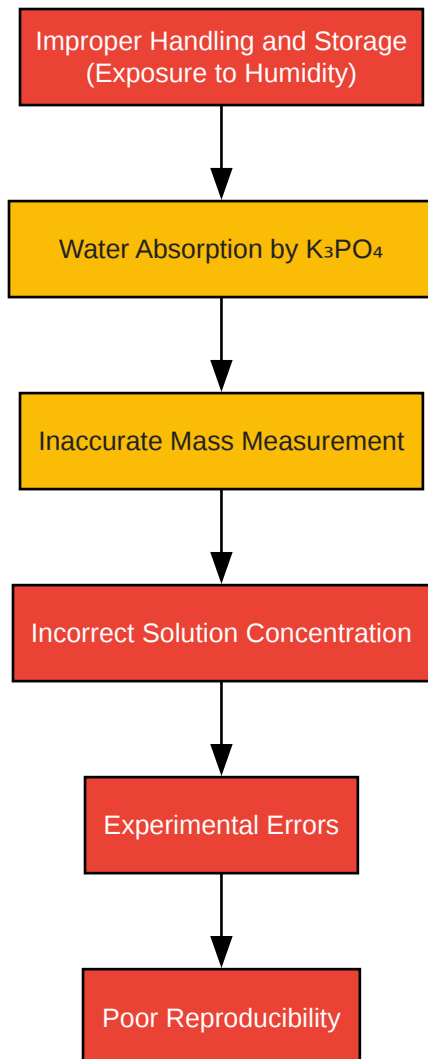 Improper Handling and Storage
(Exposure to Humidity)
Water Absorption by K₃PO₄
Inaccurate Mass Measurement
Incorrect Solution Concentration
Experimental Errors
Poor Reproducibility